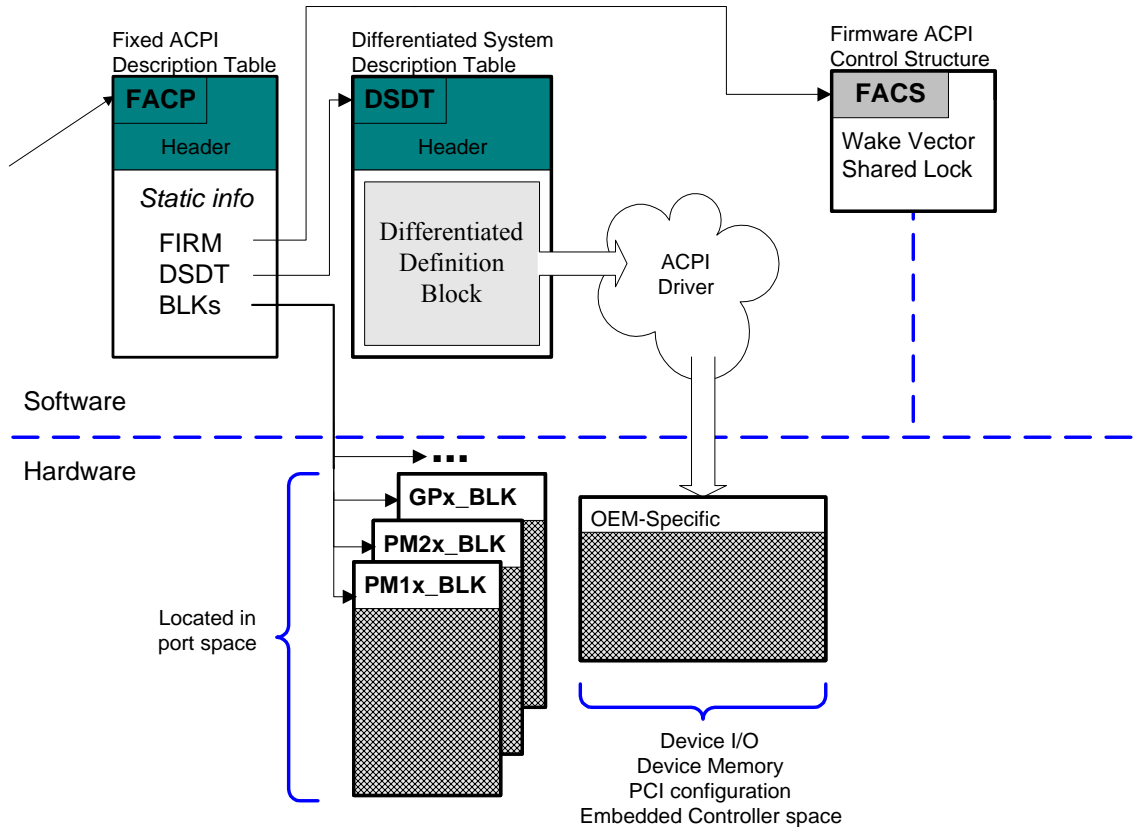 Fixed ACPI
Description Table
FACP
Header
Static info
FIRM
DSDT
BLKs
Differentiated System
Description Table
DSDT
Header
Differentiated
Definition
Block
ACPI
Driver
Firmware ACPI
Control Structure
FACS
Wake Vector
Shared Lock
Software
Hardware
...
GPx_BLK
PM2x_BLK
PM1x_BLK
Located in
port space
OEM-Specific
Device I/O
Device Memory
PCI configuration
Embedded Controller space